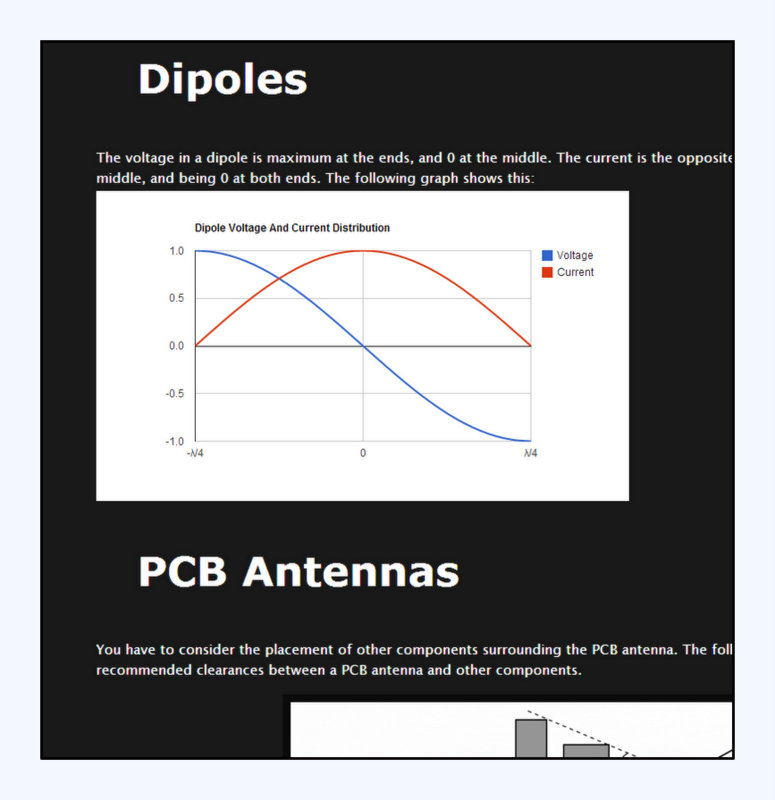 Dipoles
The voltage in a dipole is maximum at the ends, and 0 at the middle. The current is the opposite
middle, and being 0 at both ends. The following graph shows this:
Dipole Voltage And Current Distribution
1.0
0.5
0.0
-0.5
-1.0
-λ/4
0
λ/4
Voltage
Current
PCB Antennas
You have to consider the placement of other components surrounding the PCB antenna. The foll
recommended clearances between a PCB antenna and other components.